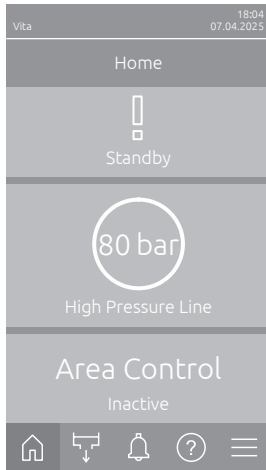 18:04
Vita 07.04.2025
Home
Standby
80 bar
High Pressure Line
Area Control
Inactive
?